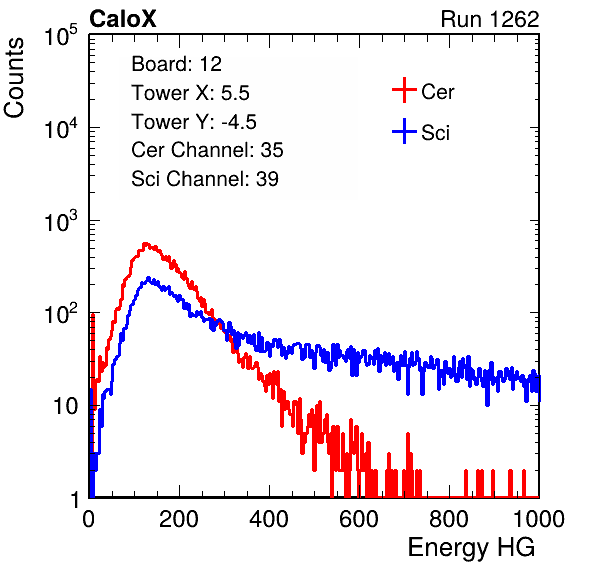 CaloX Run 1262
Counts
10^5
10^4
10^3
10^2
10
1
Board: 12
Tower X: 5.5
Tower Y: -4.5
Cer Channel: 35
Sci Channel: 39
Cer
Sci
0 200 400 600 800 1000
Energy HG